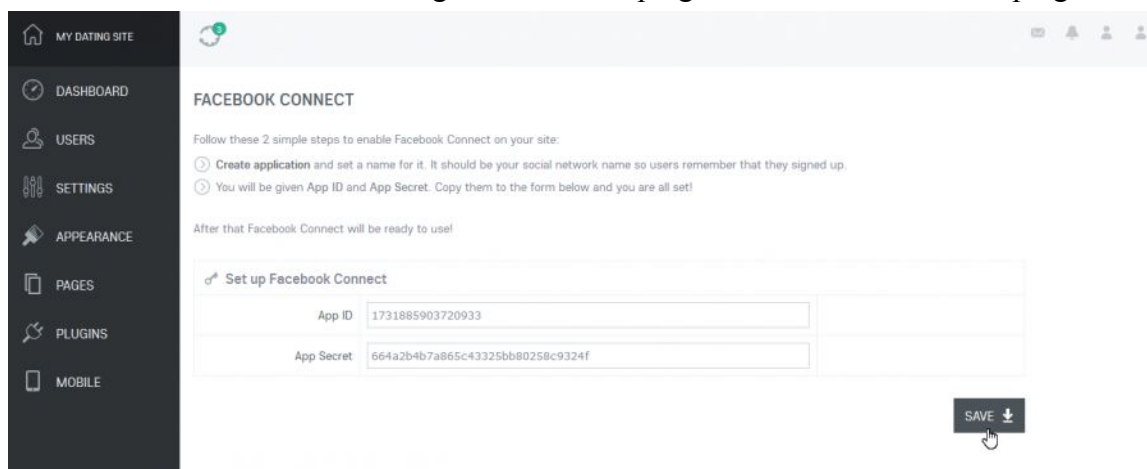 MY DATING SITE
3
DASHBOARD
USERS
SETTINGS
APPEARANCE
PAGES
PLUGINS
MOBILE
FACEBOOK CONNECT
Follow these 2 simple steps to enable Facebook Connect on your site:
Create application and set a name for it. It should be your social network name so users remember that they signed up.
You will be given App ID and App Secret. Copy them to the form below and you are all set!
After that Facebook Connect will be ready to use!
Set up Facebook Connect
App ID 1731885903720933
App Secret 664a2b4b7a865c43325bb80258c9324f
SAVE